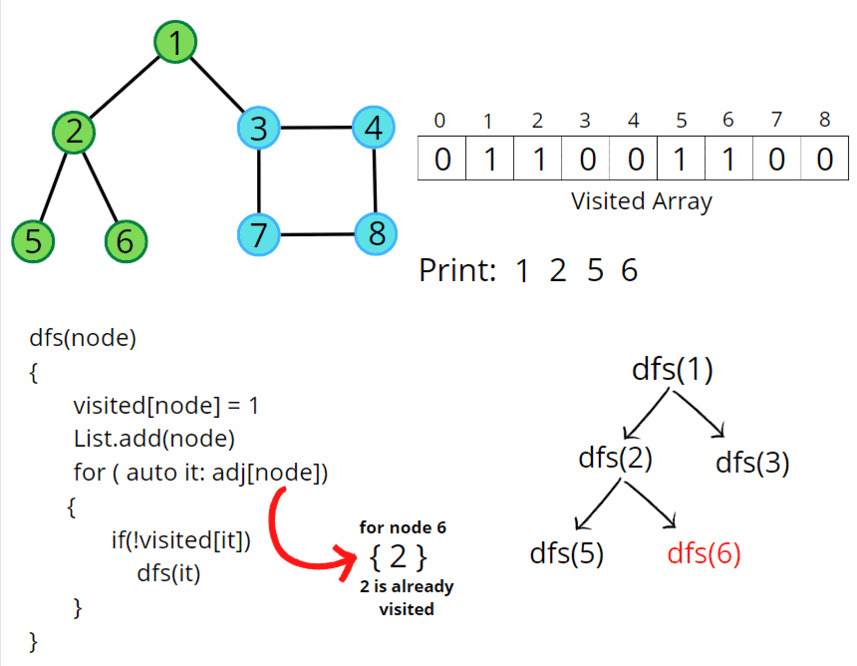 1
2
3
4
5
6
7
8
0 1 2 3 4 5 6 7 8
0 1 1 0 0 1 1 0 0
Visited Array
Print: 1 2 5 6
dfs(node)
{
visited[node] = 1
List.add(node)
for ( auto it: adj[node])
{
if(!visited[it])
dfs(it)
}
}
for node 6
{ 2 }
2 is already
visited
dfs(1)
dfs(2) dfs(3)
dfs(5) dfs(6)